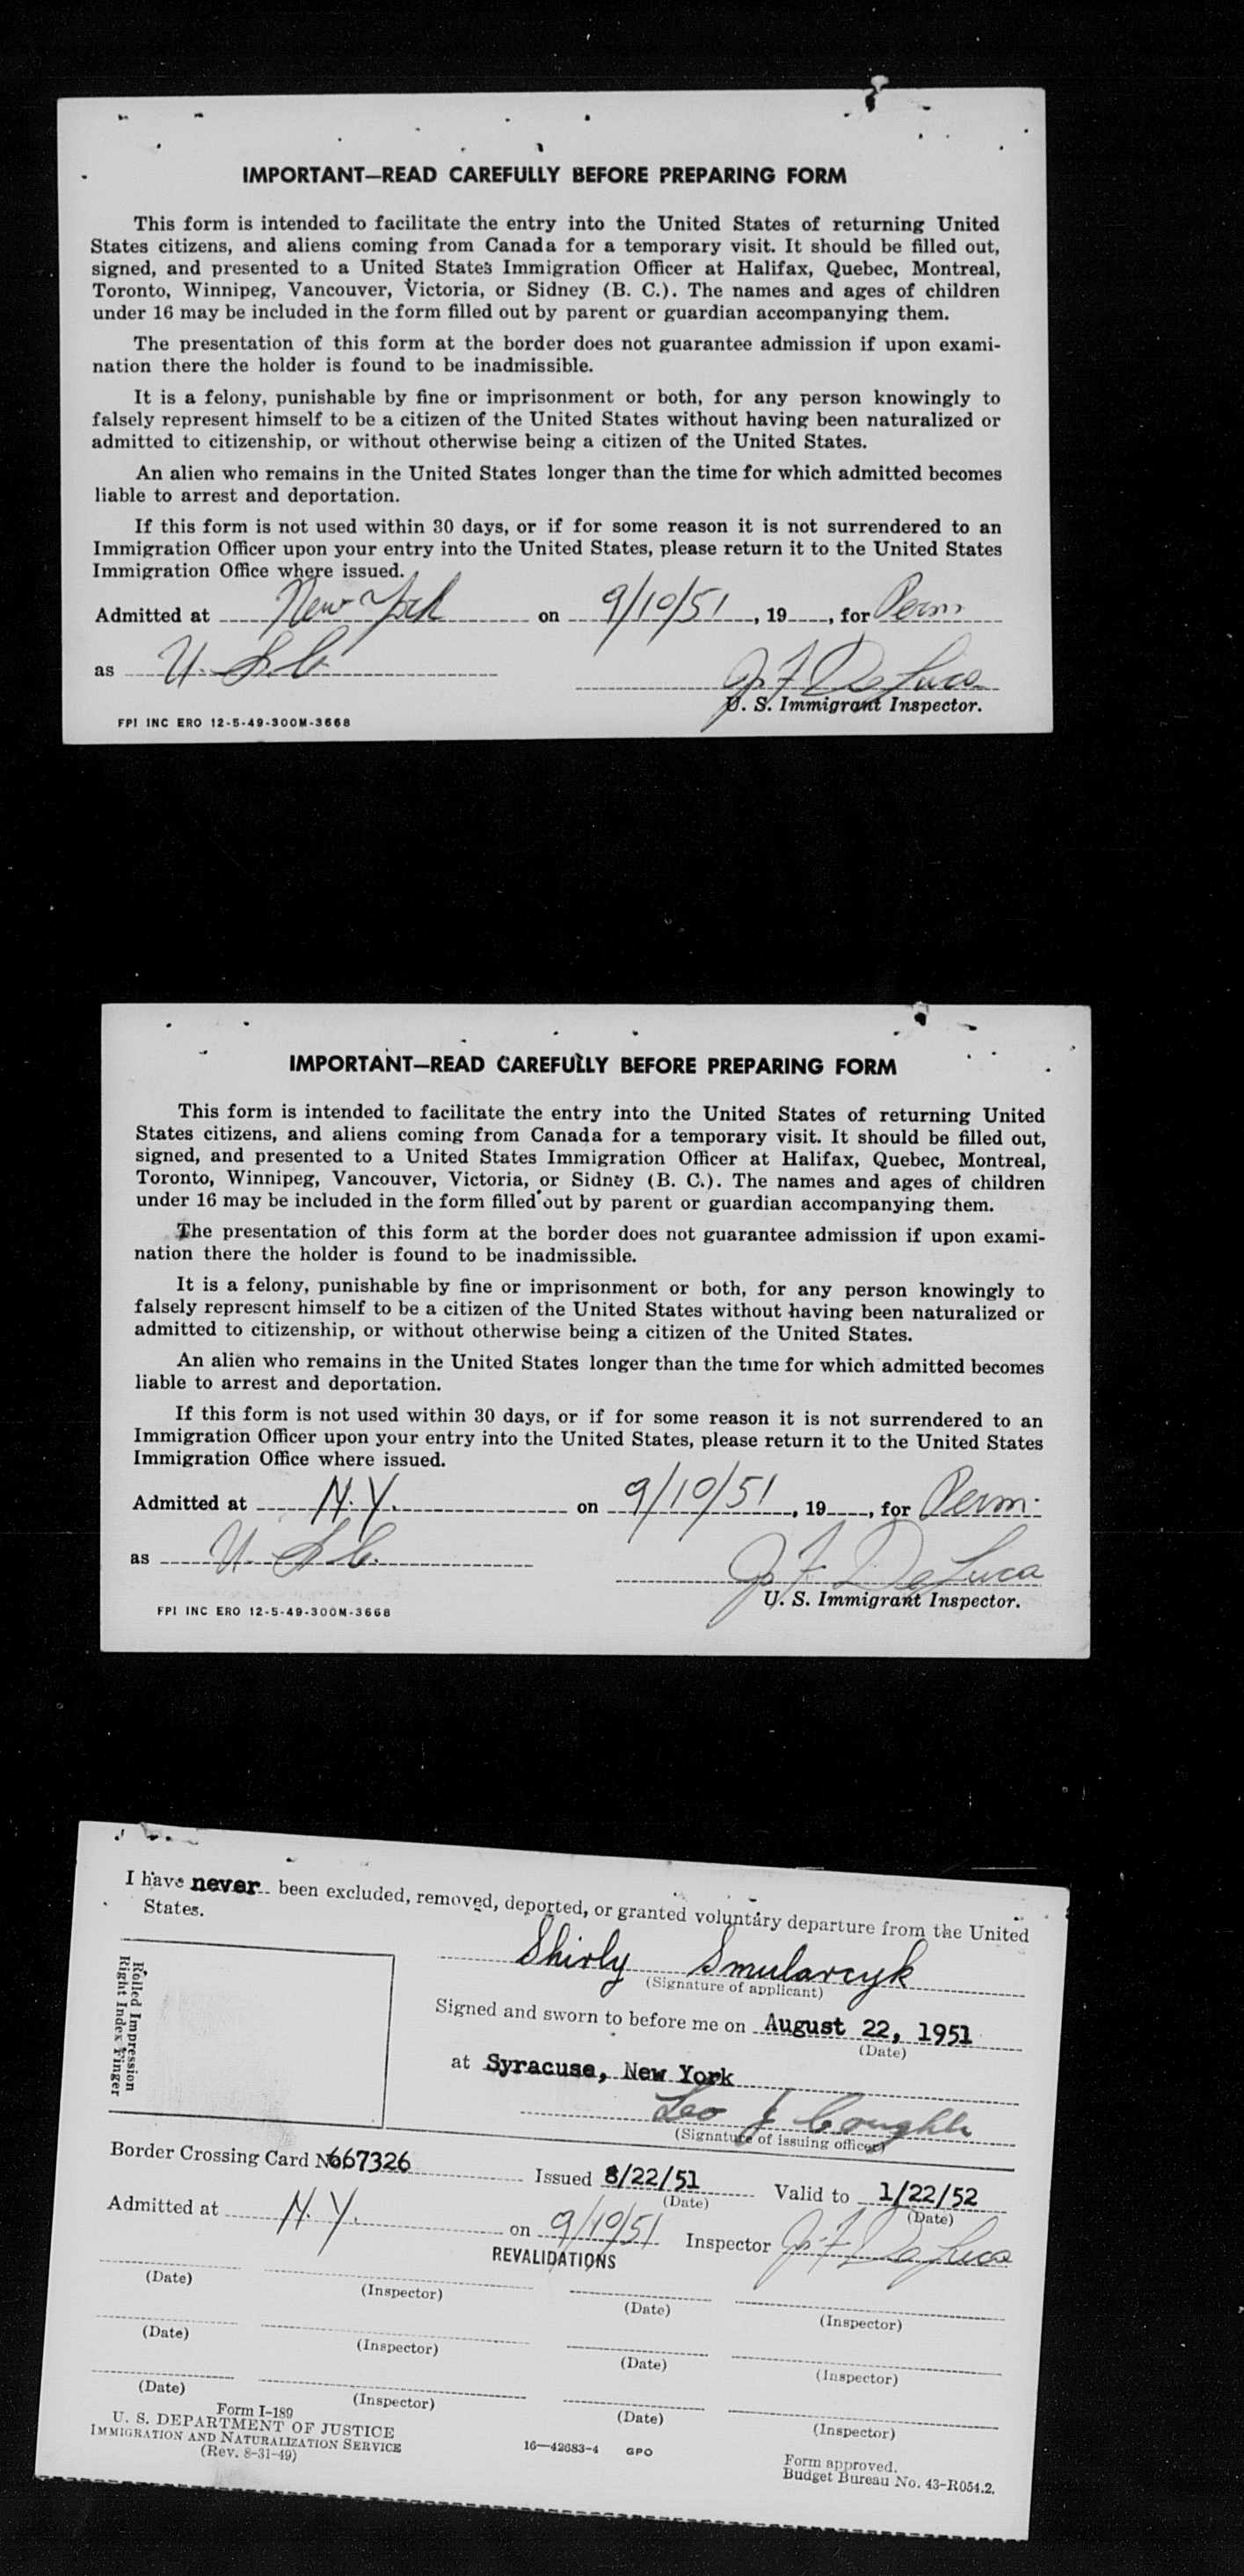 IMPORTANT—READ CAREFULLY BEFORE PREPARING FORM
This form is intended to facilitate the entry into the United States of returning United
States citizens, and aliens coming from Canada for a temporary visit. It should be filled out,
signed, and presented to a United States Immigration Officer at Halifax, Quebec, Montreal,
Toronto, Winnipeg, Vancouver, Victoria, or Sidney (B. C.). The names and ages of children
under 16 may be included in the form filled out by parent or guardian accompanying them.
The presentation of this form at the border does not guarantee admission if upon exami-
nation there the holder is found to be inadmissible.
It is a felony, punishable by fine or imprisonment or both, for any person knowingly to
falsely represent himself to be a citizen of the United States without having been naturalized or
admitted to citizenship, or without otherwise being a citizen of the United States.
An alien who remains in the United States longer than the time for which admitted becomes
liable to arrest and deportation.
If this form is not used within 30 days, or if for some reason it is not surrendered to an
Immigration Officer upon your entry into the United States, please return it to the United States
Immigration Office where issued.
Admitted at New York on 9/10/51, 19, for Perm
as U. S. C.
J. F. De Luca
U. S. Immigrant Inspector.
FPI INC ERO 12-5-49-300M-3668
IMPORTANT—READ CAREFULLY BEFORE PREPARING FORM
This form is intended to facilitate the entry into the United States of returning United
States citizens, and aliens coming from Canada for a temporary visit. It should be filled out,
signed, and presented to a United States Immigration Officer at Halifax, Quebec, Montreal,
Toronto, Winnipeg, Vancouver, Victoria, or Sidney (B. C.). The names and ages of children
under 16 may be included in the form filled out by parent or guardian accompanying them.
The presentation of this form at the border does not guarantee admission if upon exami-
nation there the holder is found to be inadmissible.
It is a felony, punishable by fine or imprisonment or both, for any person knowingly to
falsely represent himself to be a citizen of the United States without having been naturalized or
admitted to citizenship, or without otherwise being a citizen of the United States.
An alien who remains in the United States longer than the time for which admitted becomes
liable to arrest and deportation.
If this form is not used within 30 days, or if for some reason it is not surrendered to an
Immigration Officer upon your entry into the United States, please return it to the United States
Immigration Office where issued.
Admitted at N.Y. on 9/10/51, 19, for Perm.
as U. S. C.
J. F. De Luca
U. S. Immigrant Inspector.
FPI INC ERO 12-5-49-300M-3668
I have never been excluded, removed, deported, or granted voluntary departure from the United
States.
Shirly Smularcyk
(Signature of applicant)
Rolled Impression
Right Index Finger
Signed and sworn to before me on August 22, 1951
(Date)
at Syracuse, New York
Leo J
(Signature of issuing officer)
Border Crossing Card No 667326 Issued 8/22/51 Valid to 1/22/52
(Date) (Date)
Admitted at N.Y. on 9/10/51 Inspector J. F. De Luca
REVALIDATIONS
(Date) (Inspector) (Date) (Inspector)
(Date) (Inspector) (Date) (Inspector)
(Date) (Inspector) (Date) (Inspector)
Form I-189
U. S. DEPARTMENT OF JUSTICE
IMMIGRATION AND NATURALIZATION SERVICE
(Rev. 8-31-49)
16—42683-4 GPO
Form approved.
Budget Bureau No. 43-R054.2.